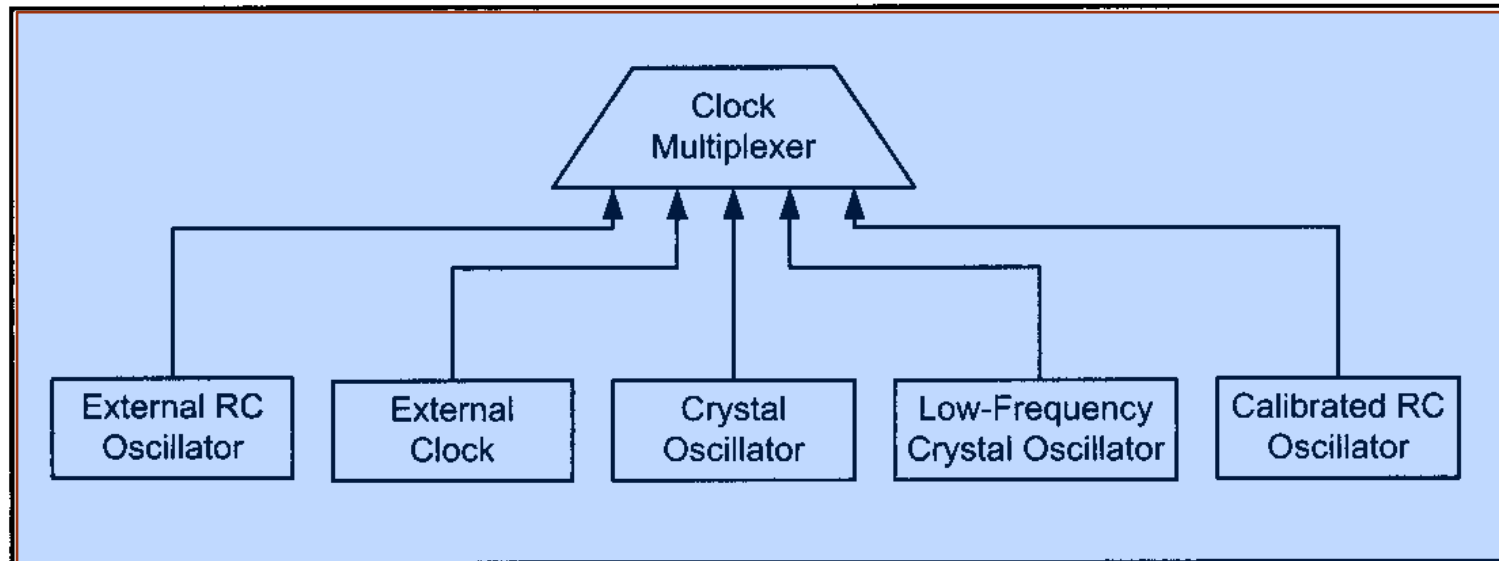 Clock
Multiplexer
External RC
Oscillator
External
Clock
Crystal
Oscillator
Low-Frequency
Crystal Oscillator
Calibrated RC
Oscillator